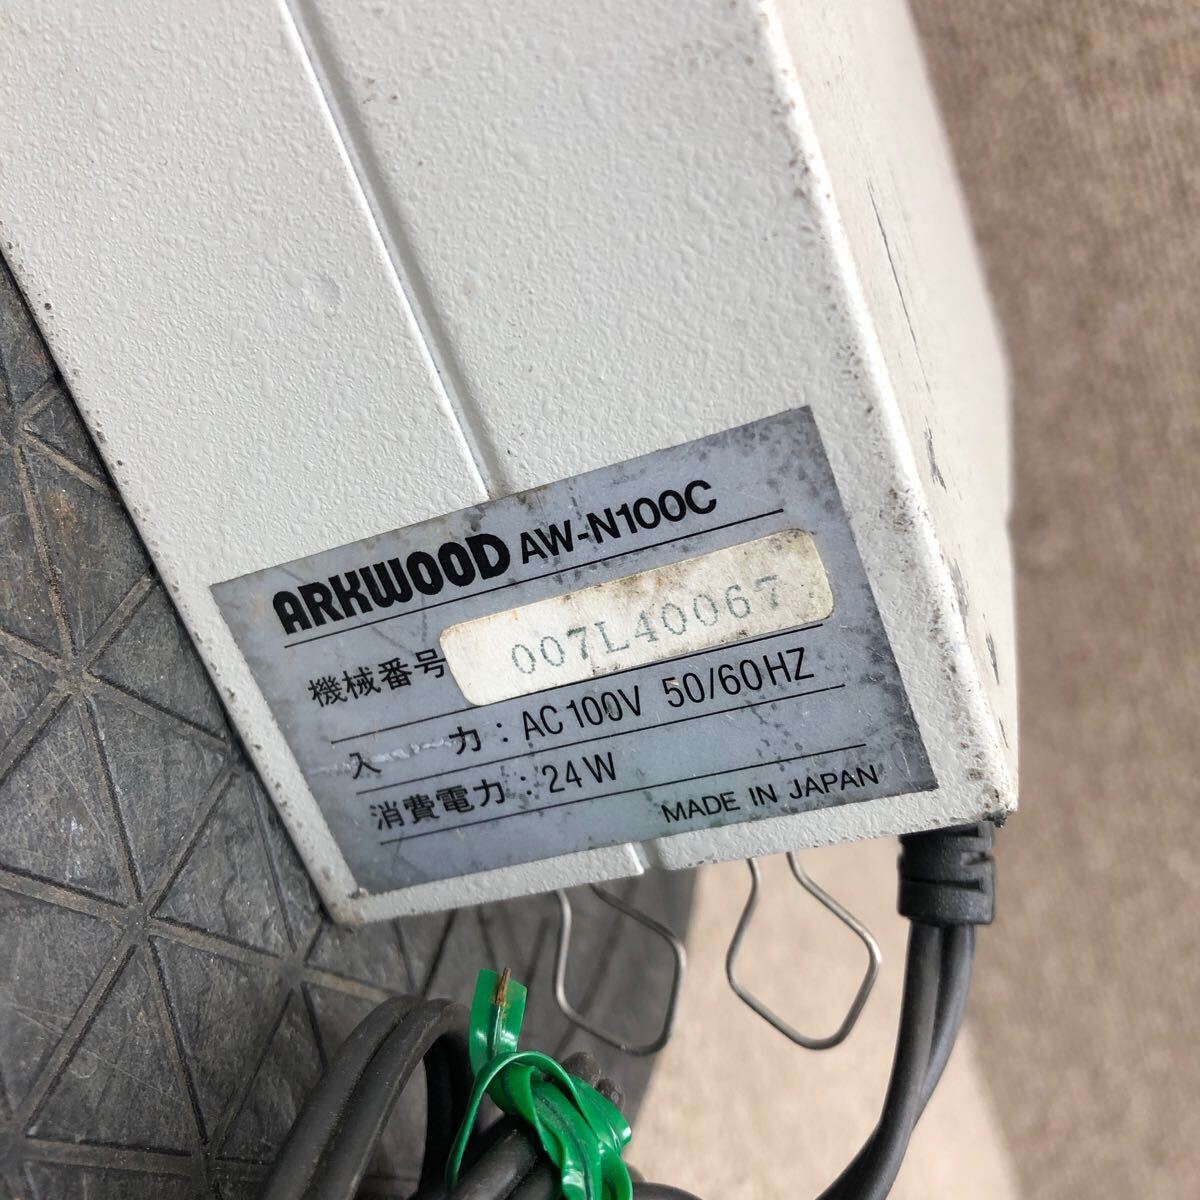 ARKWOOD AW-N100C
機械番号 007L40067
入力：AC100V 50/60HZ
消費電力：24W
MADE IN JAPAN